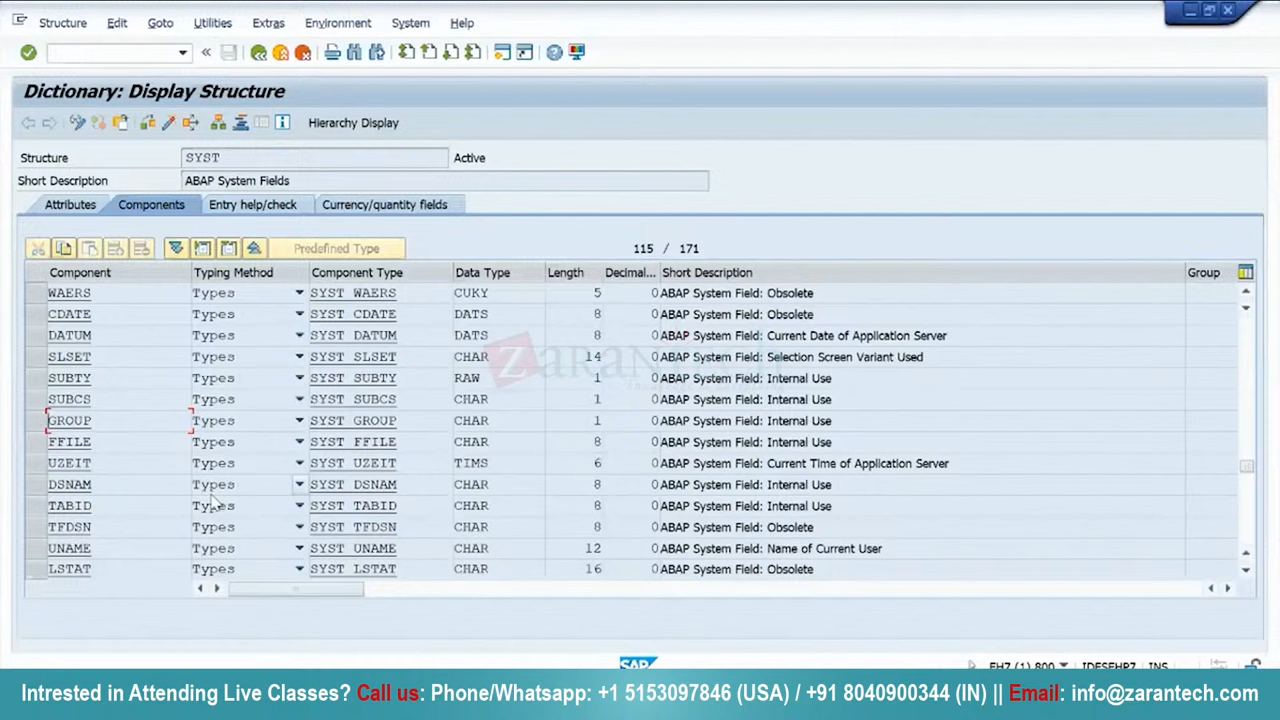 Structure Edit Goto Utilities Extras Environment System Help
Dictionary: Display Structure
Hierarchy Display
Structure SYST Active
Short Description ABAP System Fields
Attributes Components Entry help/check Currency/quantity fields
Predefined Type 115 / 171
Component Typing Method Component Type Data Type Length Decimal... Short Description Group
WAERS Types SYST_WAERS CUKY 5 0 ABAP System Field: Obsolete
CDATE Types SYST_CDATE DATS 8 0 ABAP System Field: Obsolete
DATUM Types SYST_DATUM DATS 8 0 ABAP System Field: Current Date of Application Server
SLSET Types SYST_SLSET CHAR 14 0 ABAP System Field: Selection Screen Variant Used
SUBTY Types SYST_SUBTY RAW 1 0 ABAP System Field: Internal Use
SUBCS Types SYST_SUBCS CHAR 1 0 ABAP System Field: Internal Use
GROUP Types SYST_GROUP CHAR 1 0 ABAP System Field: Internal Use
FFILE Types SYST_FFILE CHAR 8 0 ABAP System Field: Internal Use
UZEIT Types SYST_UZEIT TIMS 6 0 ABAP System Field: Current Time of Application Server
DSNAM Types SYST_DSNAM CHAR 8 0 ABAP System Field: Internal Use
TABID Types SYST_TABID CHAR 8 0 ABAP System Field: Internal Use
TFDSN Types SYST_TFDSN CHAR 8 0 ABAP System Field: Obsolete
UNAME Types SYST_UNAME CHAR 12 0 ABAP System Field: Name of Current User
LSTAT Types SYST_LSTAT CHAR 16 0 ABAP System Field: Obsolete
ZARANTECH
SAP EH7 (1) 800 IDESEHP7 INS
Intrested in Attending Live Classes? Call us: Phone/Whatsapp: +1 5153097846 (USA) / +91 8040900344 (IN) || Email: info@zarantech.com